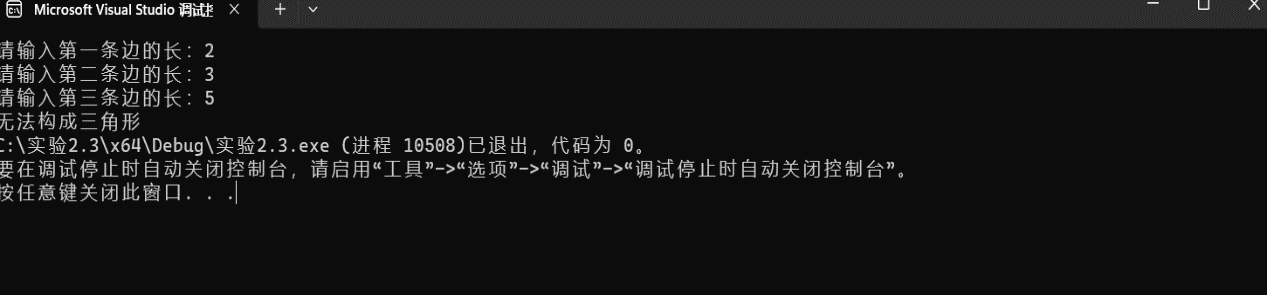 Microsoft Visual Studio 调试控
请输入第一条边的长：2
请输入第二条边的长：3
请输入第三条边的长：5
无法构成三角形
C:\实验2.3\x64\Debug\实验2.3.exe (进程 10508)已退出，代码为 0。
要在调试停止时自动关闭控制台，请启用“工具”->“选项”->“调试”->“调试停止时自动关闭控制台”。
按任意键关闭此窗口. . .